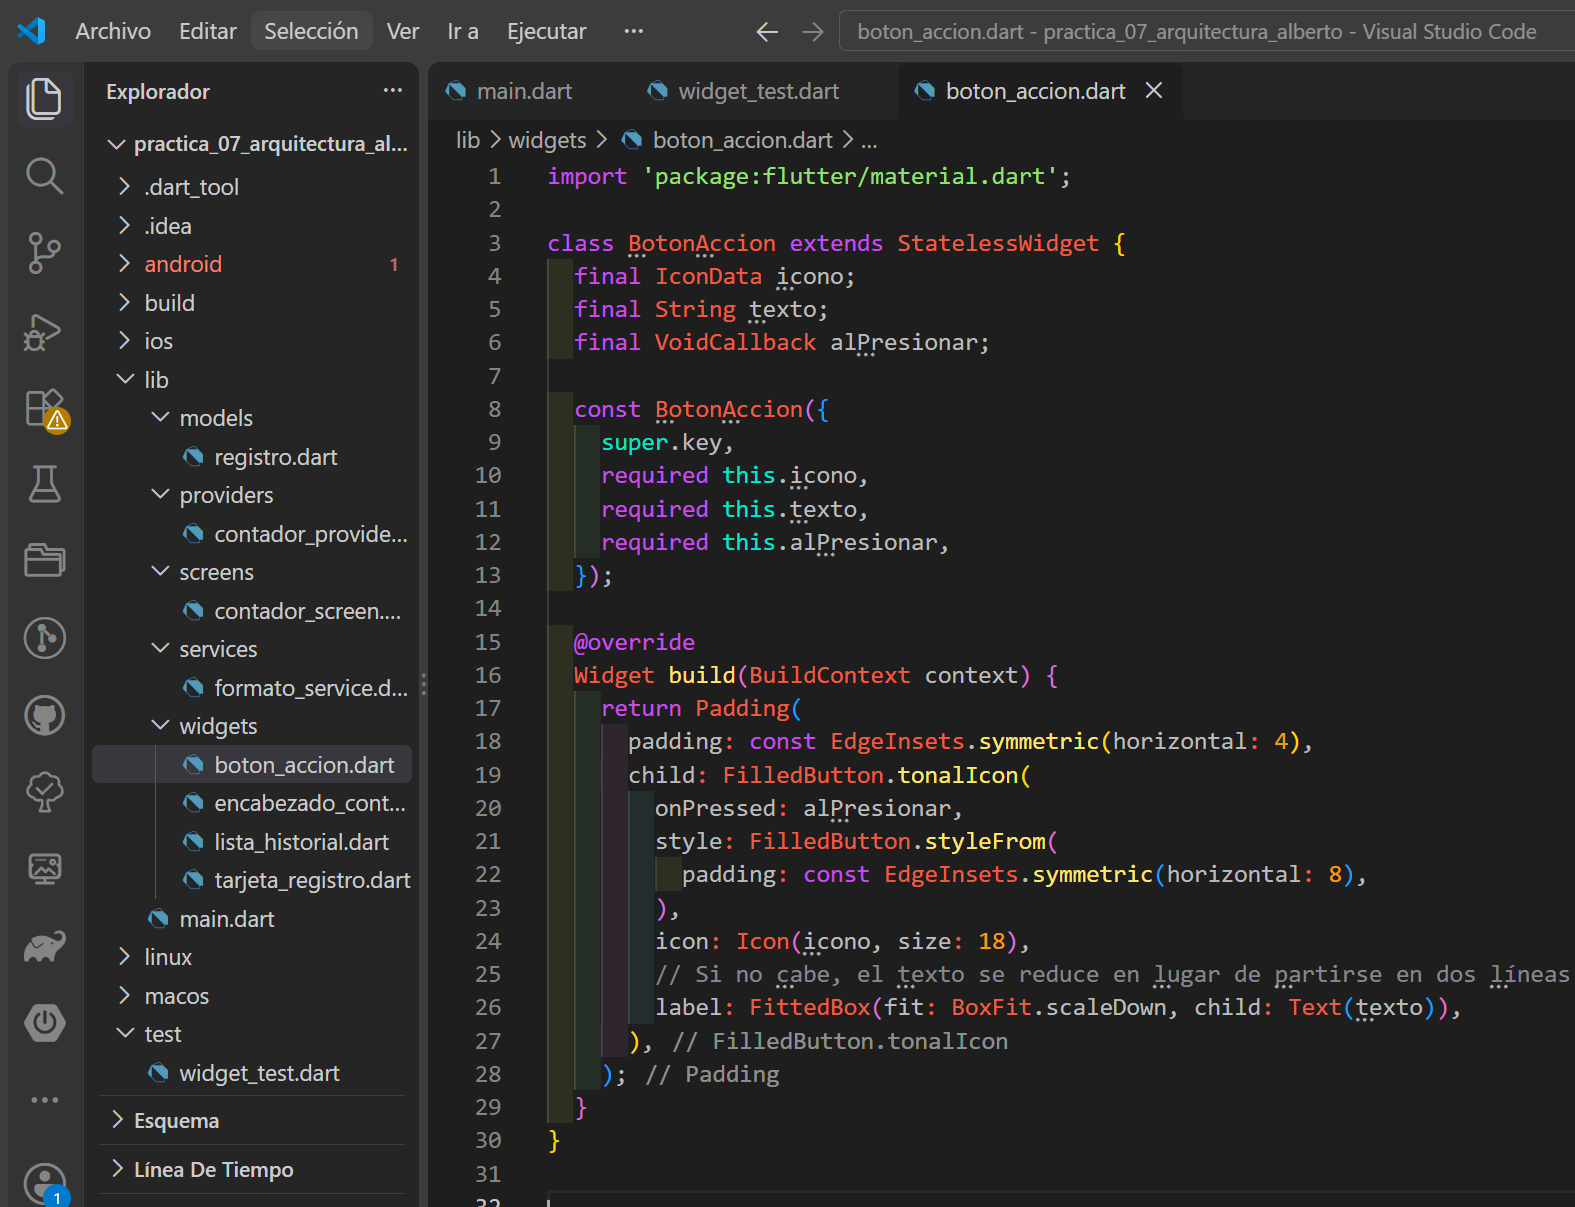 Archivo Editar Selección Ver Ir a Ejecutar ··· boton_accion.dart - practica_07_arquitectura_alberto - Visual Studio Code
Explorador ···
practica_07_arquitectura_al...
.dart_tool
.idea
android 1
build
ios
lib
models
registro.dart
providers
contador_provide...
screens
contador_screen....
services
formato_service.d...
widgets
boton_accion.dart
encabezado_cont...
lista_historial.dart
tarjeta_registro.dart
main.dart
linux
macos
test
widget_test.dart
Esquema
Línea De Tiempo
1
main.dart widget_test.dart boton_accion.dart
lib > widgets > boton_accion.dart > ...
1 import 'package:flutter/material.dart';
2
3 class BotonAccion extends StatelessWidget {
4 final IconData icono;
5 final String texto;
6 final VoidCallback alPresionar;
7
8 const BotonAccion({
9 super.key,
10 required this.icono,
11 required this.texto,
12 required this.alPresionar,
13 });
14
15 @override
16 Widget build(BuildContext context) {
17 return Padding(
18 padding: const EdgeInsets.symmetric(horizontal: 4),
19 child: FilledButton.tonalIcon(
20 onPressed: alPresionar,
21 style: FilledButton.styleFrom(
22 padding: const EdgeInsets.symmetric(horizontal: 8),
23 ),
24 icon: Icon(icono, size: 18),
25 // Si no cabe, el texto se reduce en lugar de partirse en dos líneas
26 label: FittedBox(fit: BoxFit.scaleDown, child: Text(texto)),
27 ), // FilledButton.tonalIcon
28 ); // Padding
29 }
30 }
31
32